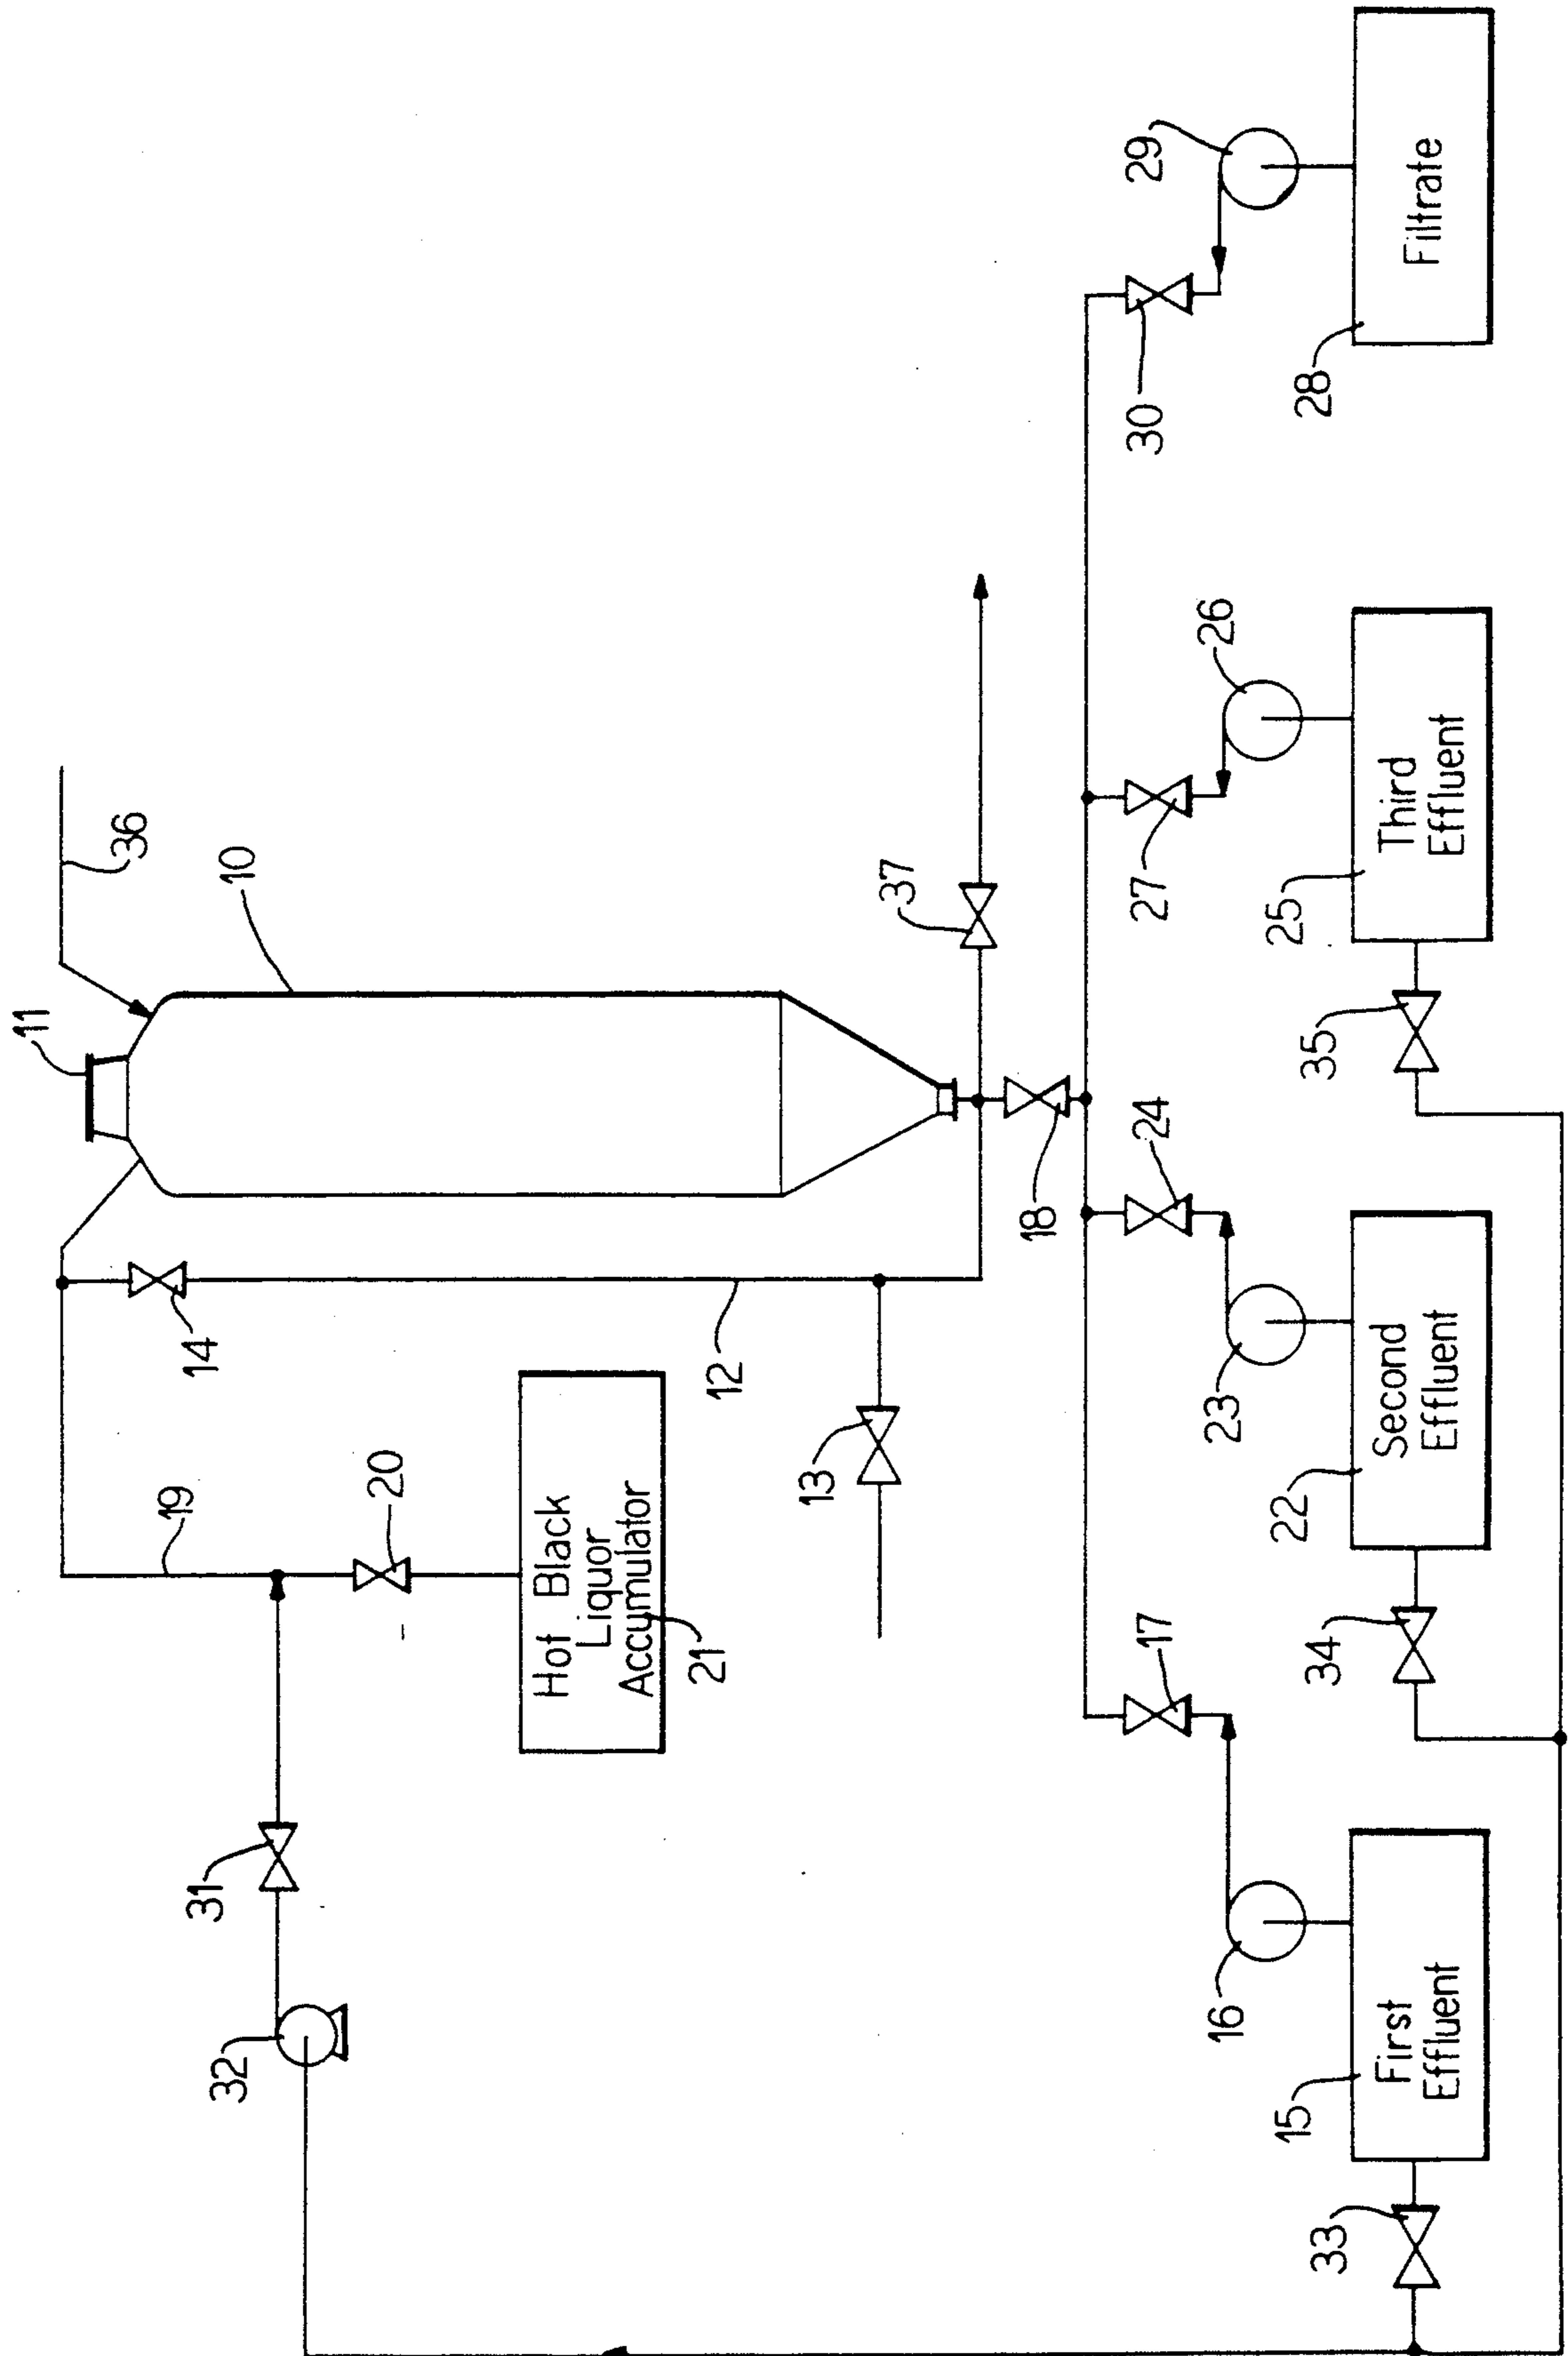 11
36
10
19
14
31
20
32
Hot Black
Liquor
Accumulator
21
12
13
37
18
17
24
27
30
29
16
23
26
15
First
Effluent
22
Second
Effluent
25
Third
Effluent
28
Filtrate
33
34
35